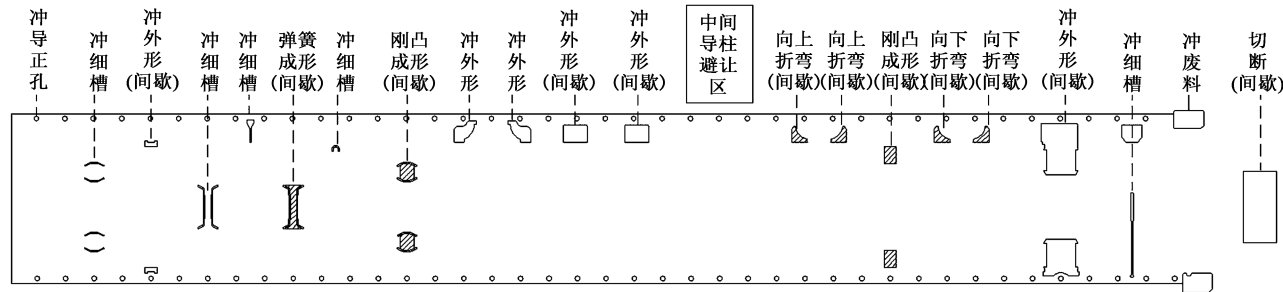 冲导正孔
冲细槽
冲外形(间歇)
冲细槽
冲细槽
弹簧成形(间歇)
冲细槽
刚凸成形(间歇)
冲外形
冲外形
冲外形(间歇)
冲外形(间歇)
中间
导柱
避让
区
向上折弯(间歇)
向上折弯(间歇)
刚凸成形(间歇)
向下折弯(间歇)
向下折弯(间歇)
冲外形(间歇)
冲细槽
冲废料
切断(间歇)